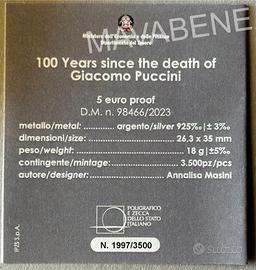 MAVABENE
Ministero dell'Economia e delle Finanze
Dipartimento del Tesoro
100 Years since the death of
Giacomo Puccini
5 euro proof
D.M. n. 98466/2023
metallo/metal: ........... argento/silver 925‰|± 3‰
dimensioni/size: ........................ 26,3 x 35 mm
peso/weight: .................................. 18 g|±5‰
contingente/mintage: .................. 3.500pz/pcs
autore/designer: .................... Annalisa Masini
IPZS S.p.A.
POLIGRAFICO
E ZECCA
DELLO STATO
ITALIANO
N. 1997/3500
subito